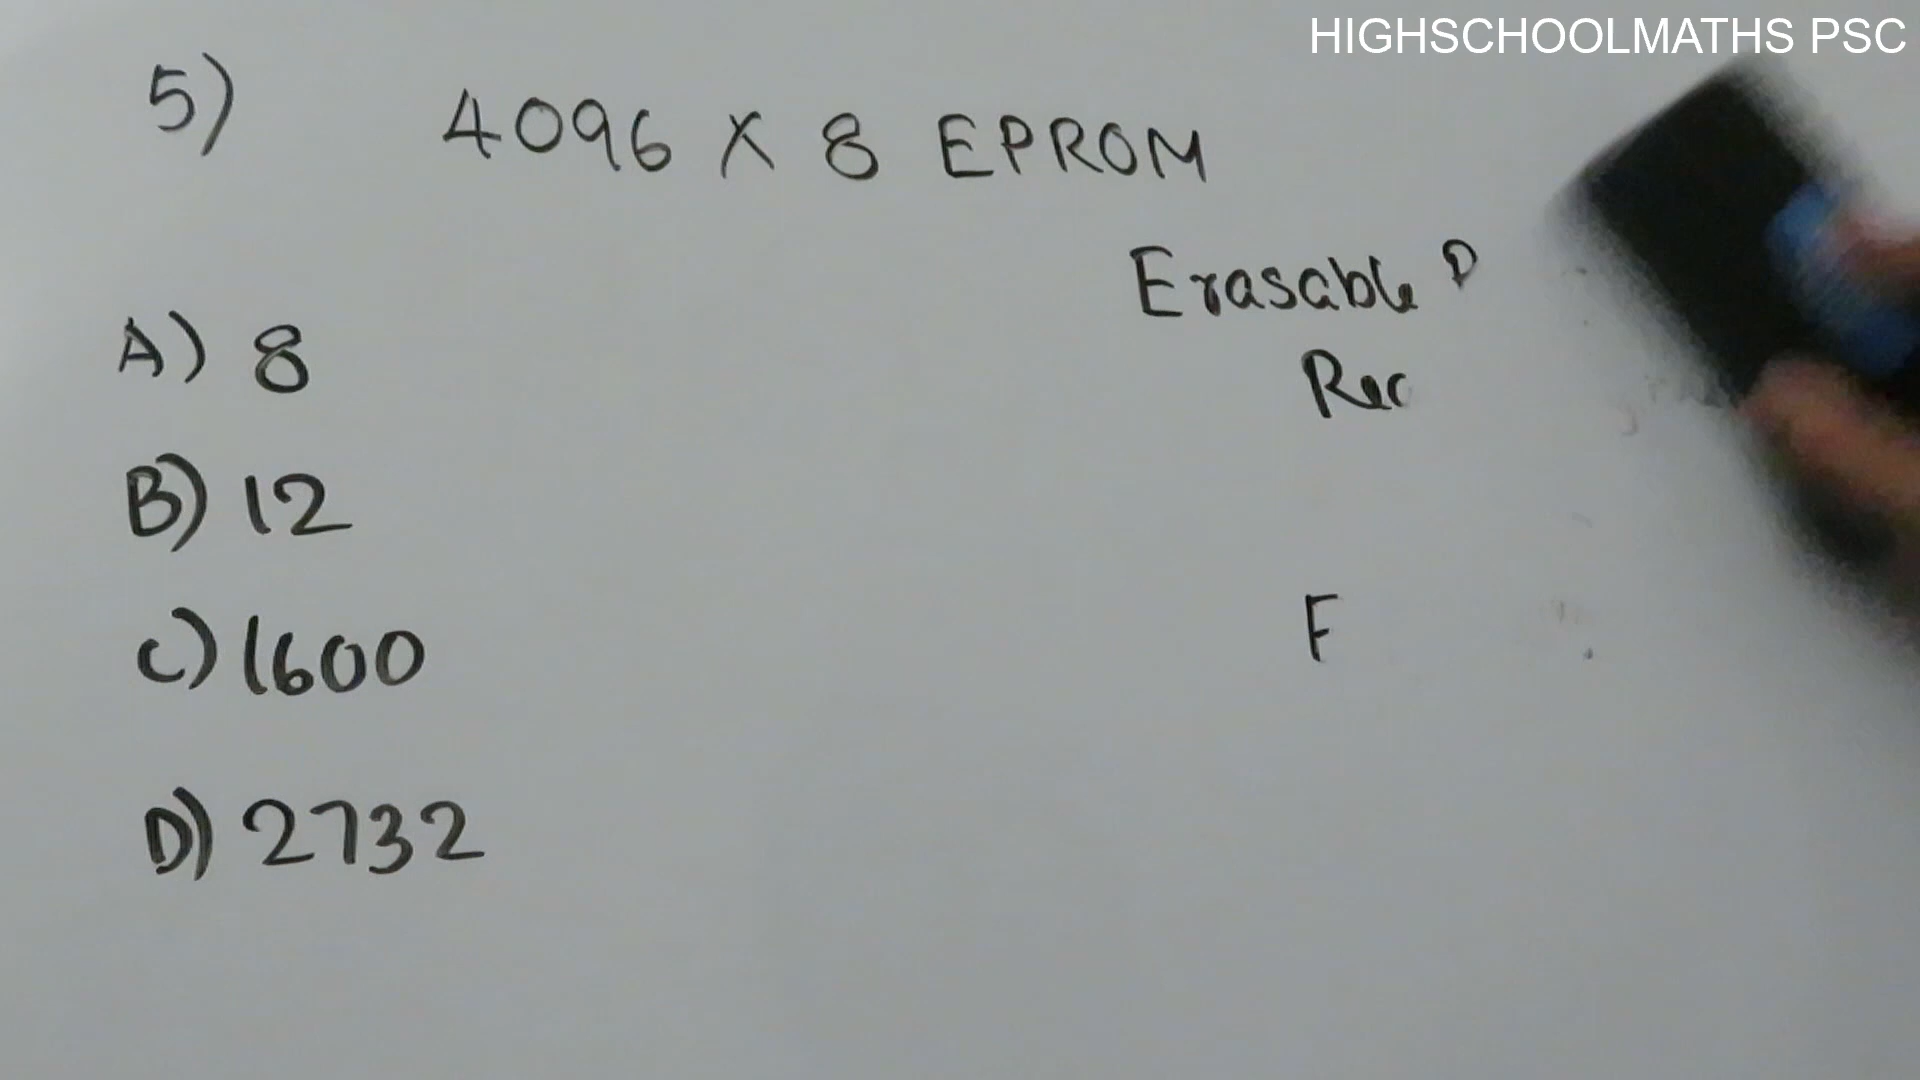 HIGHSCHOOLMATHS PSC
5) 4096 X 8 EPROM
Erasable P
A) 8
B) 12
C) 1600
D) 2732